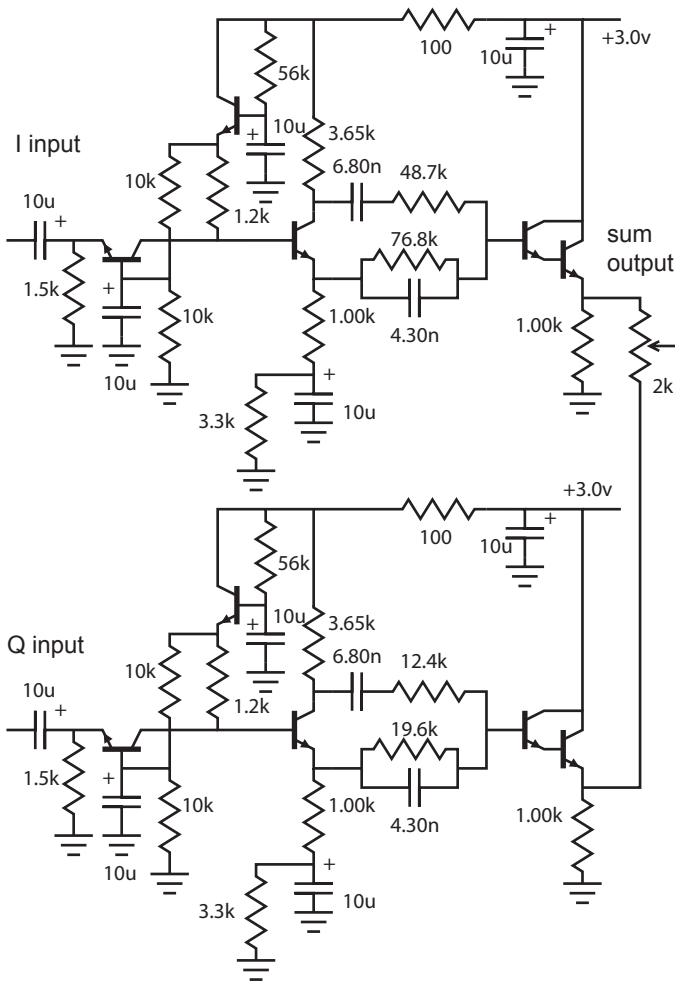 100
10u
+
+3.0v
56k
+
10u
3.65k
I input
6.80n
48.7k
10k
10u
+
1.2k
76.8k
sum
output
1.5k
+
10k
1.00k
4.30n
1.00k
10u
+
2k
3.3k
10u
+3.0v
100
10u
+
56k
+
10u
3.65k
Q input
6.80n
12.4k
10k
10u
+
1.2k
19.6k
1.5k
+
10k
1.00k
4.30n
1.00k
10u
+
3.3k
10u